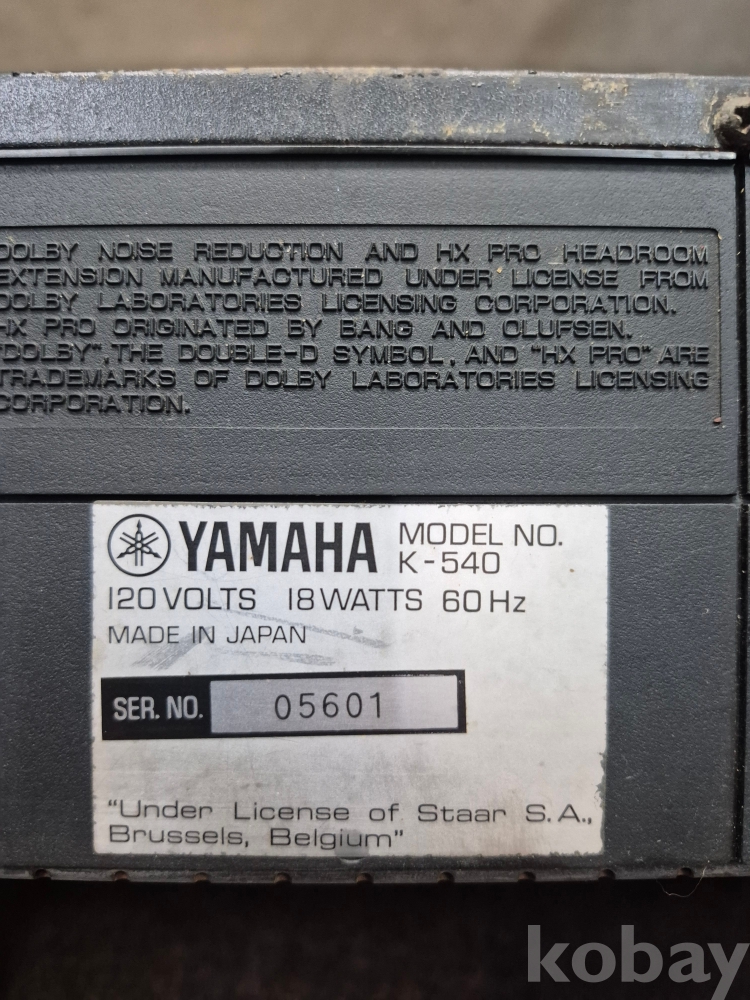 DOLBY NOISE REDUCTION AND HX PRO HEADROOM
EXTENSION MANUFACTURED UNDER LICENSE FROM
DOLBY LABORATORIES LICENSING CORPORATION.
HX PRO ORIGINATED BY BANG AND OLUFSEN.
"DOLBY", THE DOUBLE-D SYMBOL, AND "HX PRO" ARE
TRADEMARKS OF DOLBY LABORATORIES LICENSING
CORPORATION.
YAMAHA MODEL NO.
K-540
120 VOLTS 18 WATTS 60 Hz
MADE IN JAPAN
SER. NO. 05601
"Under License of Staar S.A.,
Brussels, Belgium"
kobay